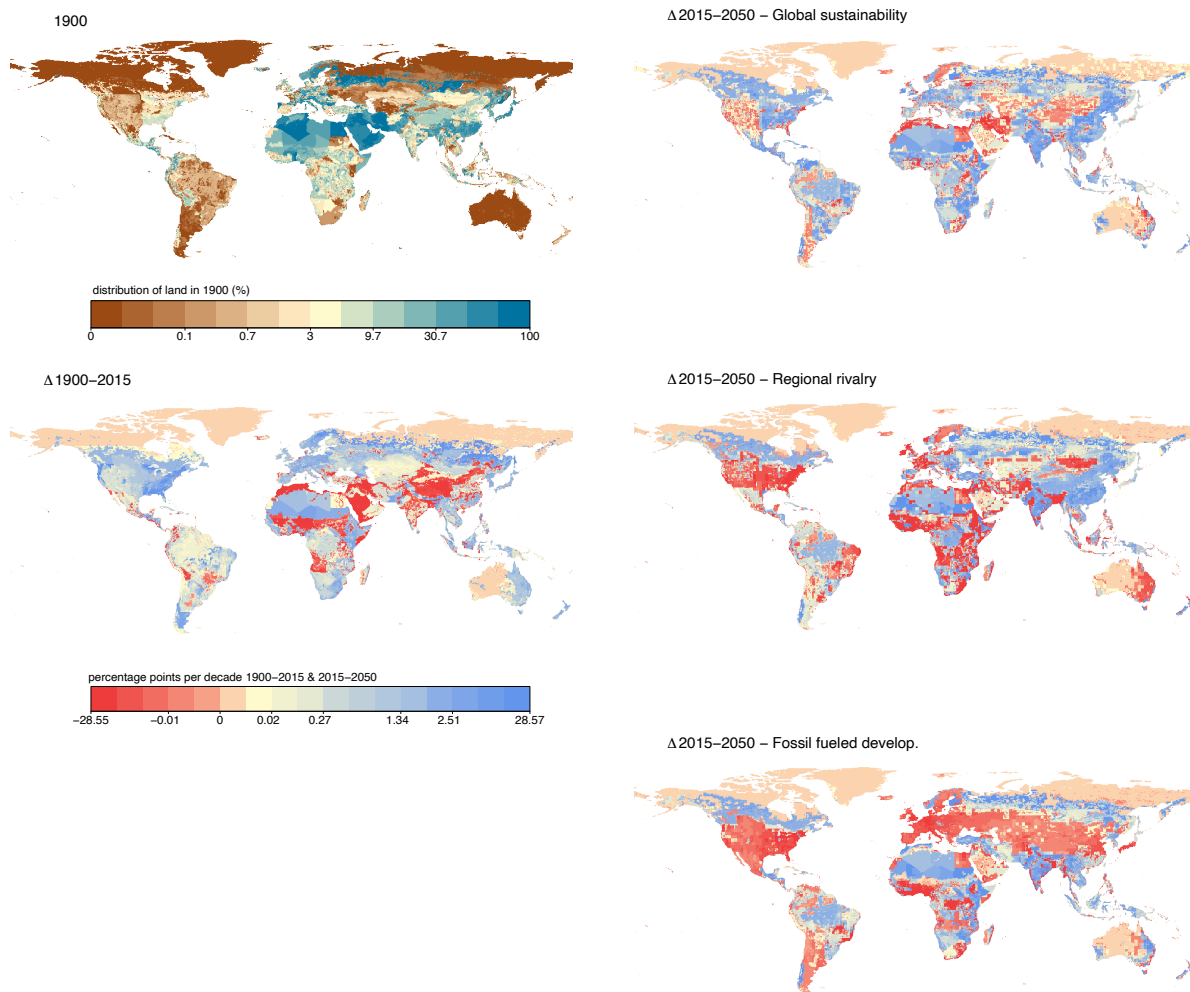 1900
distribution of land in 1900 (%)
0 0.1 0.7 3 9.7 30.7 100
Δ1900−2015
percentage points per decade 1900−2015 & 2015−2050
−28.55 −0.01 0 0.02 0.27 1.34 2.51 28.57
Δ2015−2050 − Global sustainability
Δ2015−2050 − Regional rivalry
Δ2015−2050 − Fossil fueled develop.